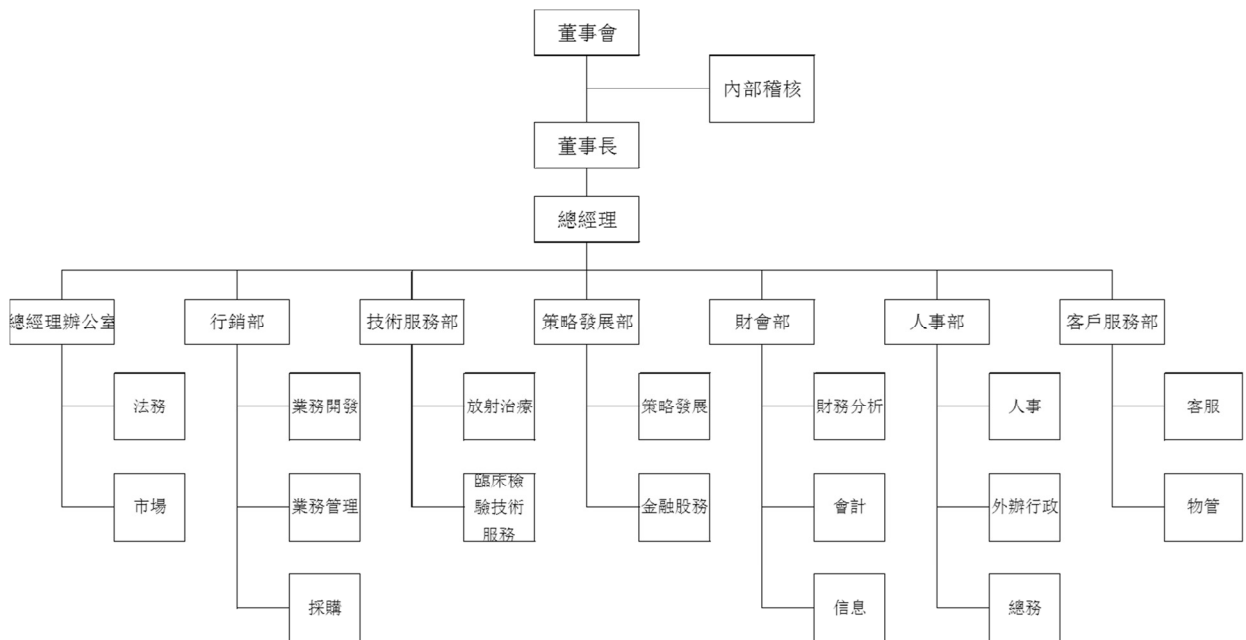 董事會
內部稽核
董事長
總經理
總經理辦公室
行銷部
技術服務部
策略發展部
財會部
人事部
客戶服務部
法務
業務開發
放射治療
策略發展
財務分析
人事
客服
市場
業務管理
臨床檢
驗技術
服務
金融股務
會計
外辦行政
物管
採購
信息
總務